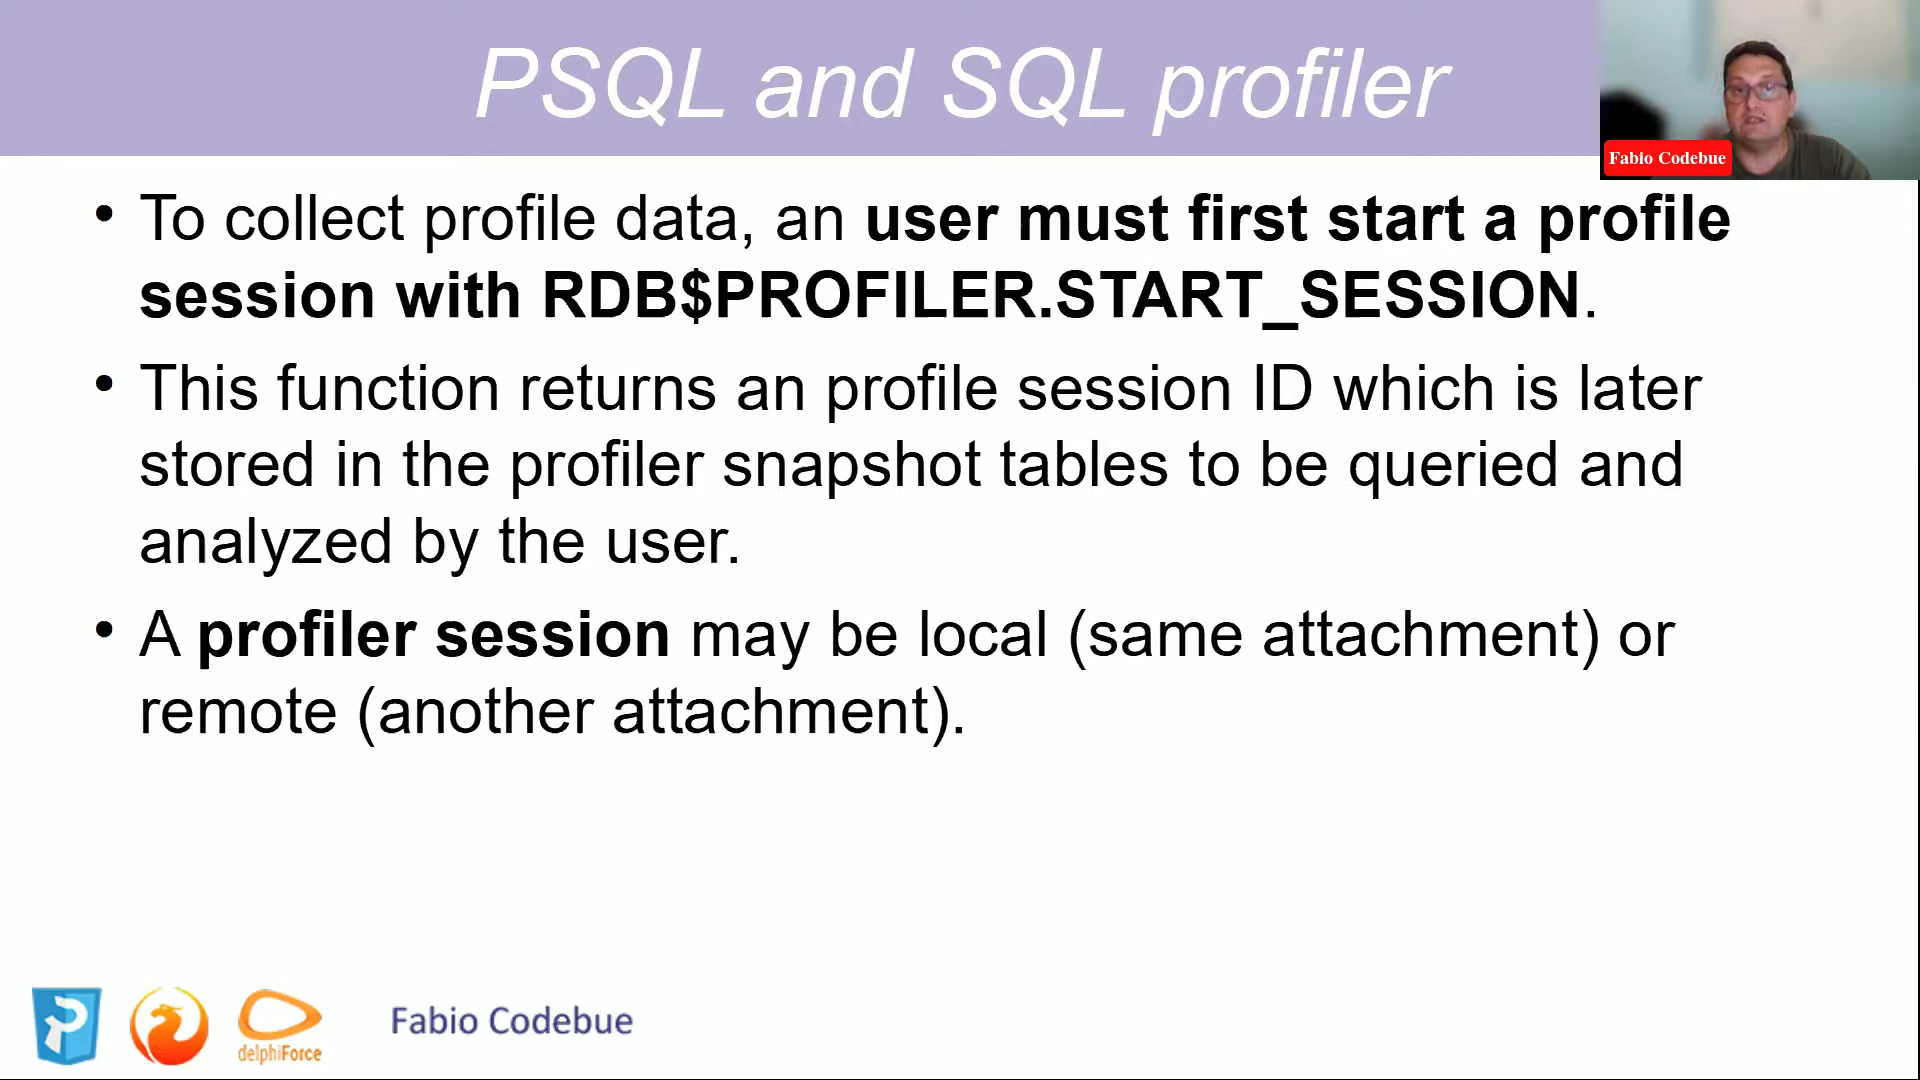 PSQL and SQL profiler
Fabio Codebue
• To collect profile data, an user must first start a profile
session with RDB$PROFILER.START_SESSION.
• This function returns an profile session ID which is later
stored in the profiler snapshot tables to be queried and
analyzed by the user.
• A profiler session may be local (same attachment) or
remote (another attachment).
delphiForce
Fabio Codebue